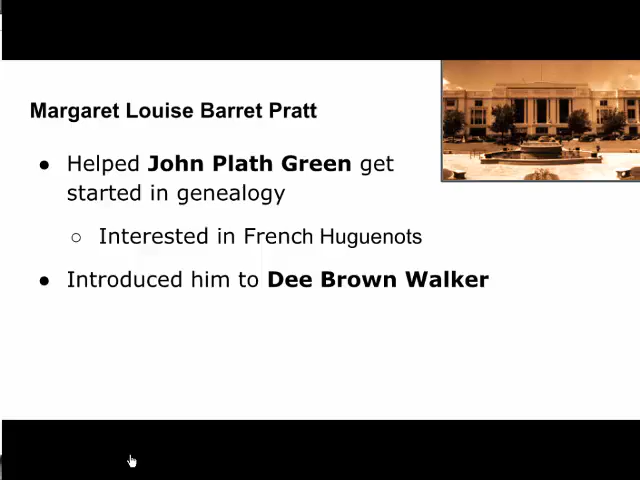 Margaret Louise Barret Pratt
● Helped John Plath Green get
started in genealogy
○ Interested in French Huguenots
● Introduced him to Dee Brown Walker